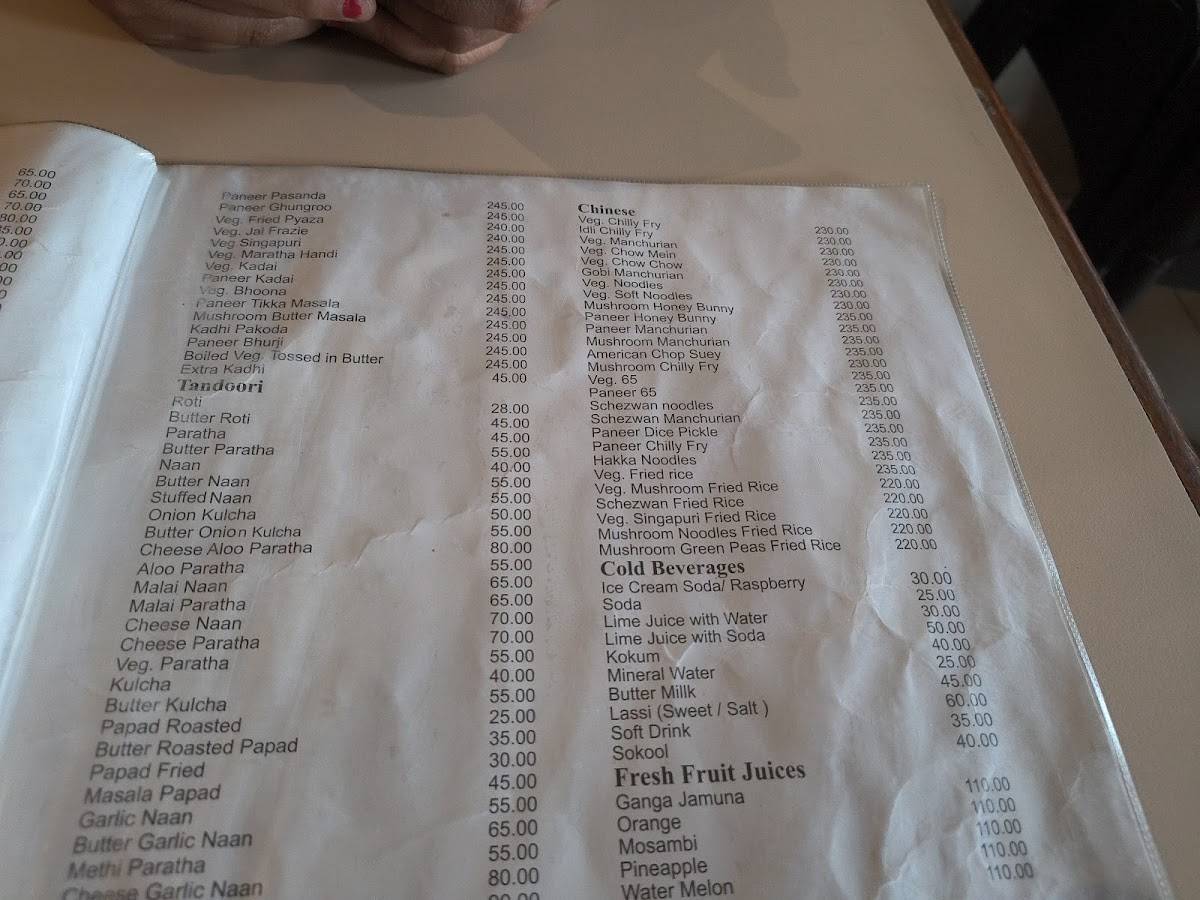 65.00
70.00
65.00
70.00
Paneer Pasanda 245.00
Paneer Ghungroo 245.00
Veg. Fried Pyaza 240.00
Veg. Jal Frazie 240.00
Veg Singapuri 245.00
Veg. Maratha Handi 245.00
Veg. Kadai 245.00
Paneer Kadai 245.00
Veg. Bhoona 245.00
Paneer Tikka Masala 245.00
Mushroom Butter Masala 245.00
Kadhi Pakoda 245.00
Paneer Bhurji 245.00
Boiled Veg. Tossed in Butter 245.00
Extra Kadhi 45.00
Tandoori
Roti 28.00
Butter Roti 45.00
Paratha 45.00
Butter Paratha 55.00
Naan 40.00
Butter Naan 55.00
Stuffed Naan 55.00
Onion Kulcha 50.00
Butter Onion Kulcha 55.00
Cheese Aloo Paratha 80.00
Aloo Paratha 55.00
Malai Naan 65.00
Malai Paratha 65.00
Cheese Naan 70.00
Cheese Paratha 70.00
Veg. Paratha 55.00
Kulcha 40.00
Butter Kulcha 55.00
Papad Roasted 25.00
Butter Roasted Papad 35.00
Papad Fried 30.00
Masala Papad 45.00
Garlic Naan 55.00
Butter Garlic Naan 65.00
Methi Paratha 55.00
Cheese Garlic Naan 80.00
Chinese
Veg. Chilly Fry 230.00
Idli Chilly Fry 230.00
Veg. Manchurian 230.00
Veg. Chow Mein 230.00
Veg. Chow Chow 230.00
Gobi Manchurian 230.00
Veg. Noodles 230.00
Veg. Soft Noodles 230.00
Mushroom Honey Bunny 235.00
Paneer Honey Bunny 235.00
Paneer Manchurian 235.00
Mushroom Manchurian 235.00
American Chop Suey 230.00
Mushroom Chilly Fry 235.00
Veg. 65 235.00
Paneer 65 235.00
Schezwan noodles 235.00
Schezwan Manchurian 235.00
Paneer Dice Pickle 235.00
Paneer Chilly Fry 235.00
Hakka Noodles 235.00
Veg. Fried rice 220.00
Veg. Mushroom Fried Rice 220.00
Schezwan Fried Rice 220.00
Veg. Singapuri Fried Rice 220.00
Mushroom Noodles Fried Rice 220.00
Mushroom Green Peas Fried Rice
Cold Beverages
Ice Cream Soda/ Raspberry 30.00
Soda 25.00
Lime Juice with Water 30.00
Lime Juice with Soda 50.00
Kokum 40.00
Mineral Water 25.00
Butter Millk 45.00
Lassi (Sweet / Salt ) 60.00
Soft Drink 35.00
Sokool 40.00
Fresh Fruit Juices
Ganga Jamuna 110.00
Orange 110.00
Mosambi 110.00
Pineapple 110.00
Water Melon 110.00